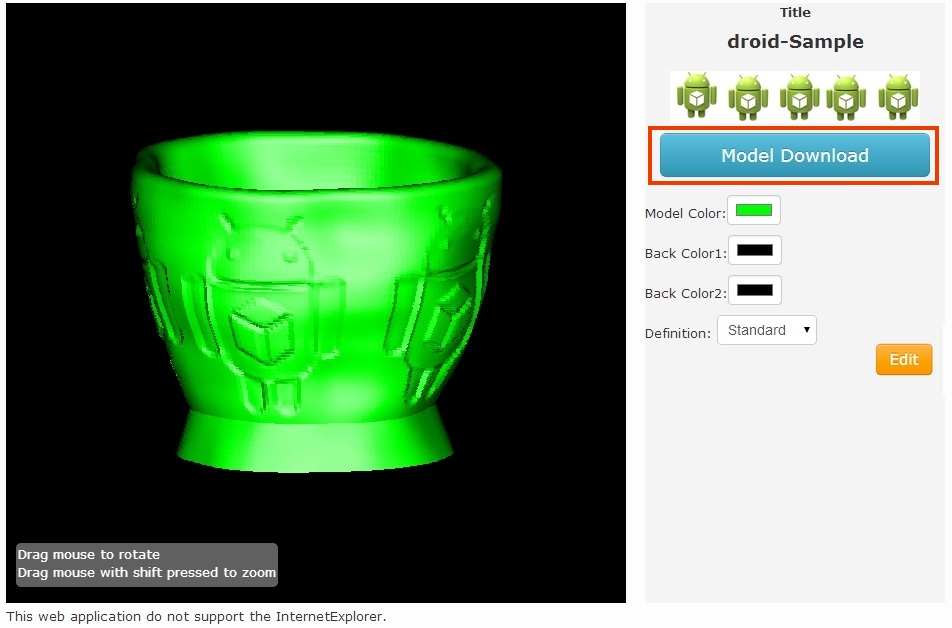 Title
droid-Sample
Model Download
Model Color:
Back Color1:
Back Color2:
Definition: Standard
Edit
Drag mouse to rotate
Drag mouse with shift pressed to zoom
This web application do not support the InternetExplorer.